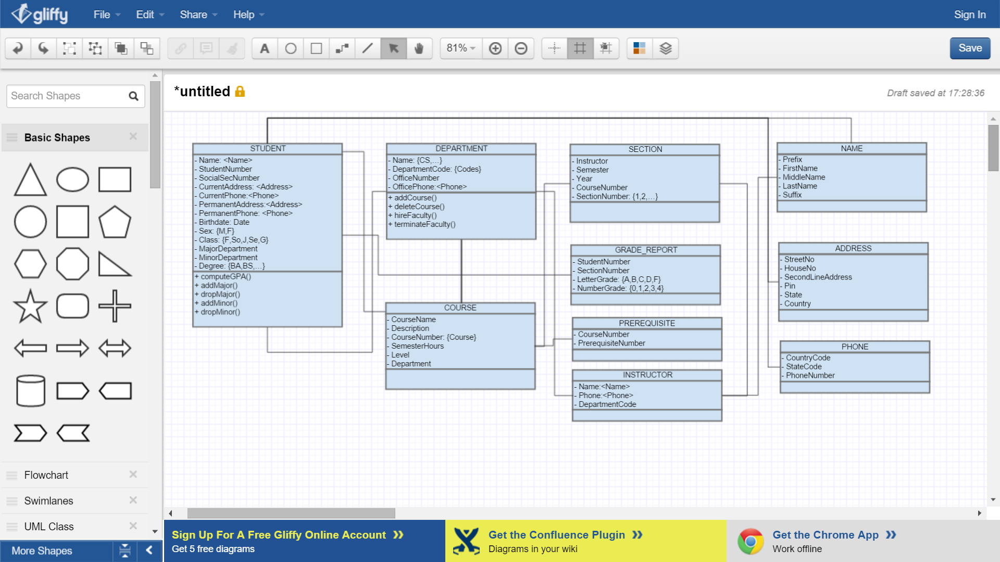 gliffy
File
Edit
Share
Help
Sign In
A
81%
Save
Search Shapes
*untitled
Draft saved at 17:28:36
Basic Shapes
Flowchart
Swimlanes
UML Class
More Shapes
STUDENT
- Name: <Name>
- StudentNumber
- SocialSecNumber
- CurrentAddress: <Address>
- CurrentPhone:<Phone>
- PermanentAddress:<Address>
- PermanentPhone: <Phone>
- Birthdate: Date
- Sex: {M,F}
- Class: {F,So,J,Se,G}
- MajorDepartment
- MinorDepartment
- Degree: {BA,BS,...}
+ computeGPA()
+ addMajor()
+ dropMajor()
+ addMinor()
+ dropMinor()
DEPARTMENT
- Name: {CS,...}
- DepartmentCode: {Codes}
- OfficeNumber
- OfficePhone:<Phone>
+ addCourse()
+ deleteCourse()
+ hireFaculty()
+ terminateFaculty()
COURSE
- CourseName
- Description
- CourseNumber: {Course}
- SemesterHours
- Level
- Department
SECTION
- Instructor
- Semester
- Year
- CourseNumber
- SectionNumber: {1,2,...}
GRADE_REPORT
- StudentNumber
- SectionNumber
- LetterGrade: {A,B,C,D,F}
- NumberGrade: {0,1,2,3,4}
PREREQUISITE
- CourseNumber
- PrerequisiteNumber
INSTRUCTOR
- Name:<Name>
- Phone:<Phone>
- DepartmentCode
NAME
- Prefix
- FirstName
- MiddleName
- LastName
- Suffix
ADDRESS
- StreetNo
- HouseNo
- SecondLineAddress
- Pin
- State
- Country
PHONE
- CountryCode
- StateCode
- PhoneNumber
Sign Up For A Free Gliffy Online Account »
Get 5 free diagrams
Get the Confluence Plugin »
Diagrams in your wiki
Get the Chrome App »
Work offline